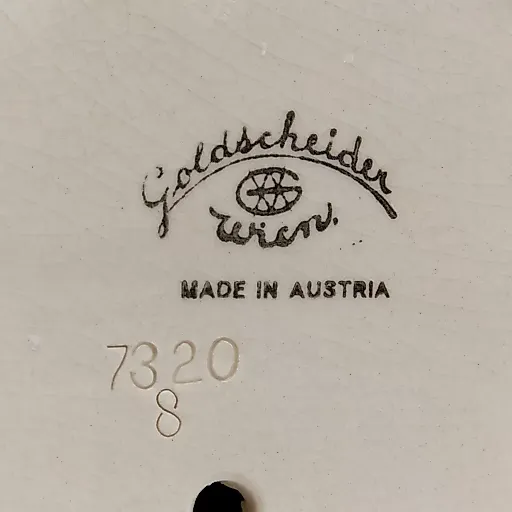 Goldscheider
Wien.
MADE IN AUSTRIA
7320
8